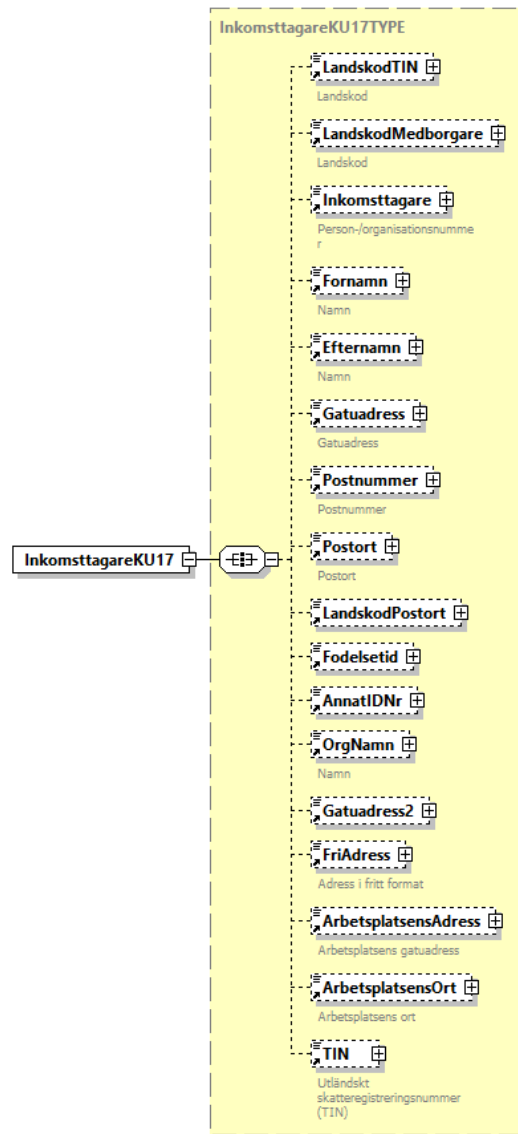 InkomsttagareKU17TYPE
LandskodTIN
Landskod
LandskodMedborgare
Landskod
Inkomsttagare
Person-/organisationsnumme
r
Fornamn
Namn
Efternamn
Namn
Gatuadress
Gatuadress
Postnummer
Postnummer
InkomsttagareKU17
Postort
Postort
LandskodPostort
Fodelsetid
AnnatIDNr
OrgNamn
Namn
Gatuadress2
FriAdress
Adress i fritt format
ArbetsplatsensAdress
Arbetsplatsens gatuadress
ArbetsplatsensOrt
Arbetsplatsens ort
TIN
Utländskt
skatteregistreringsnummer
(TIN)